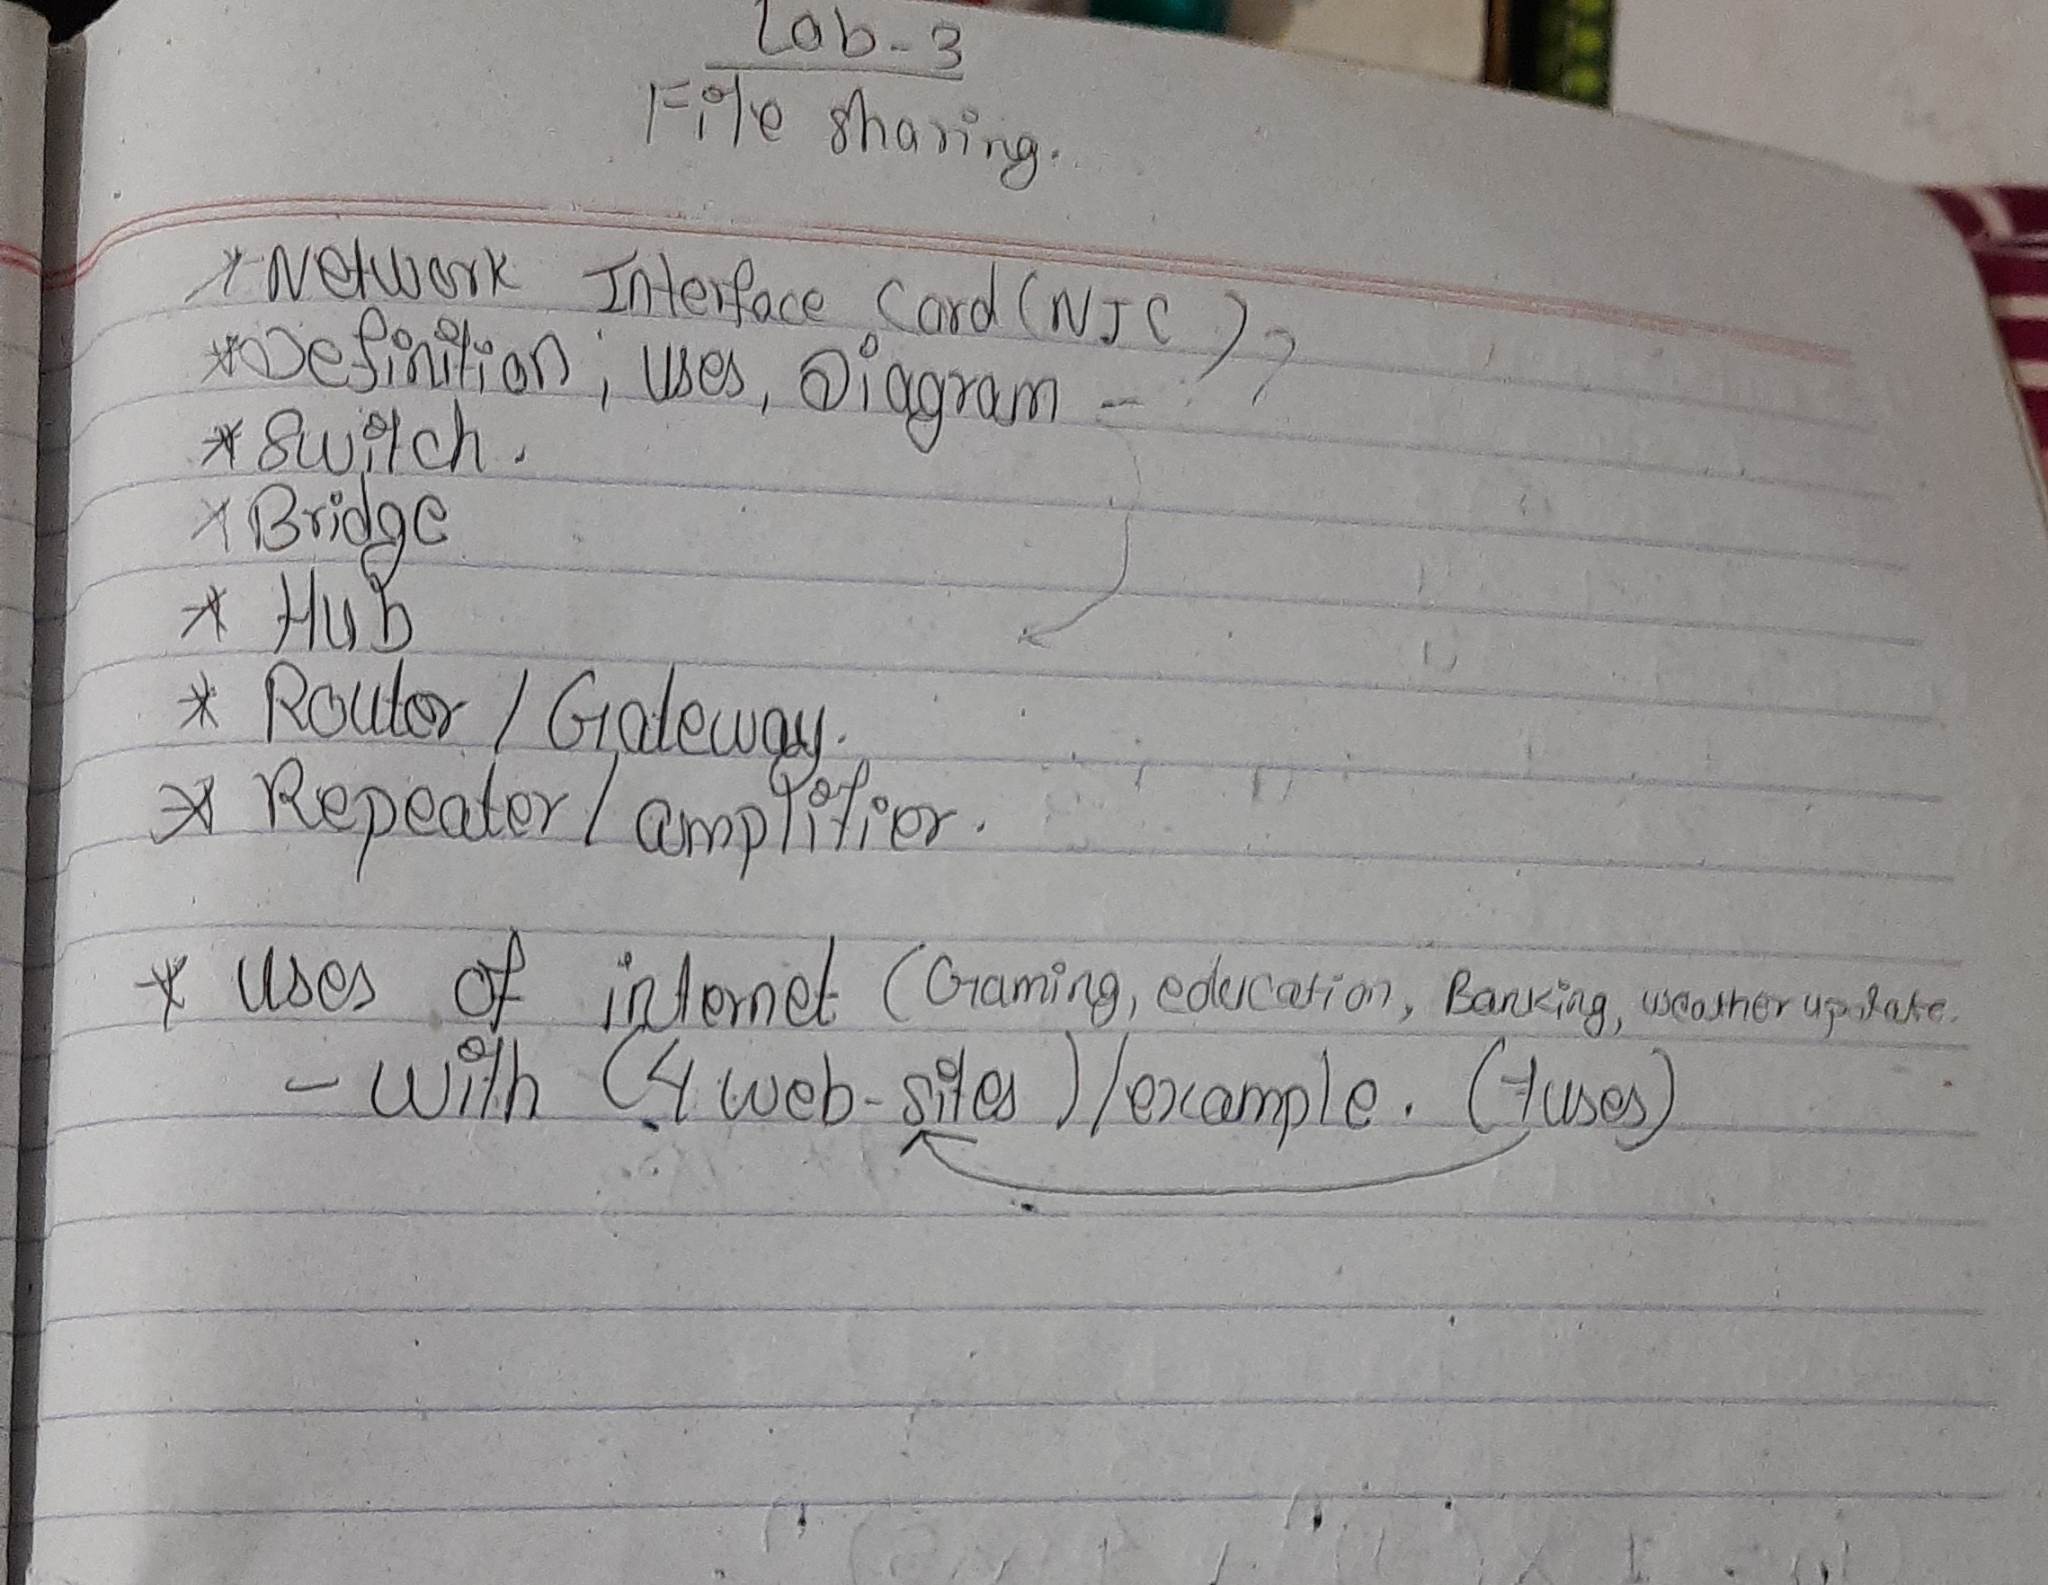 Lab-3
File sharing.
* Network Interface Card (NIC)?
* Definition, uses, Diagram -
* Switch.
* Bridge
* Hub
* Router / Gateway.
* Repeater / amplifier.
* uses of internet (Gaming, education, Banking, weather update.
- With (4 web-sites) / example. (7 uses)